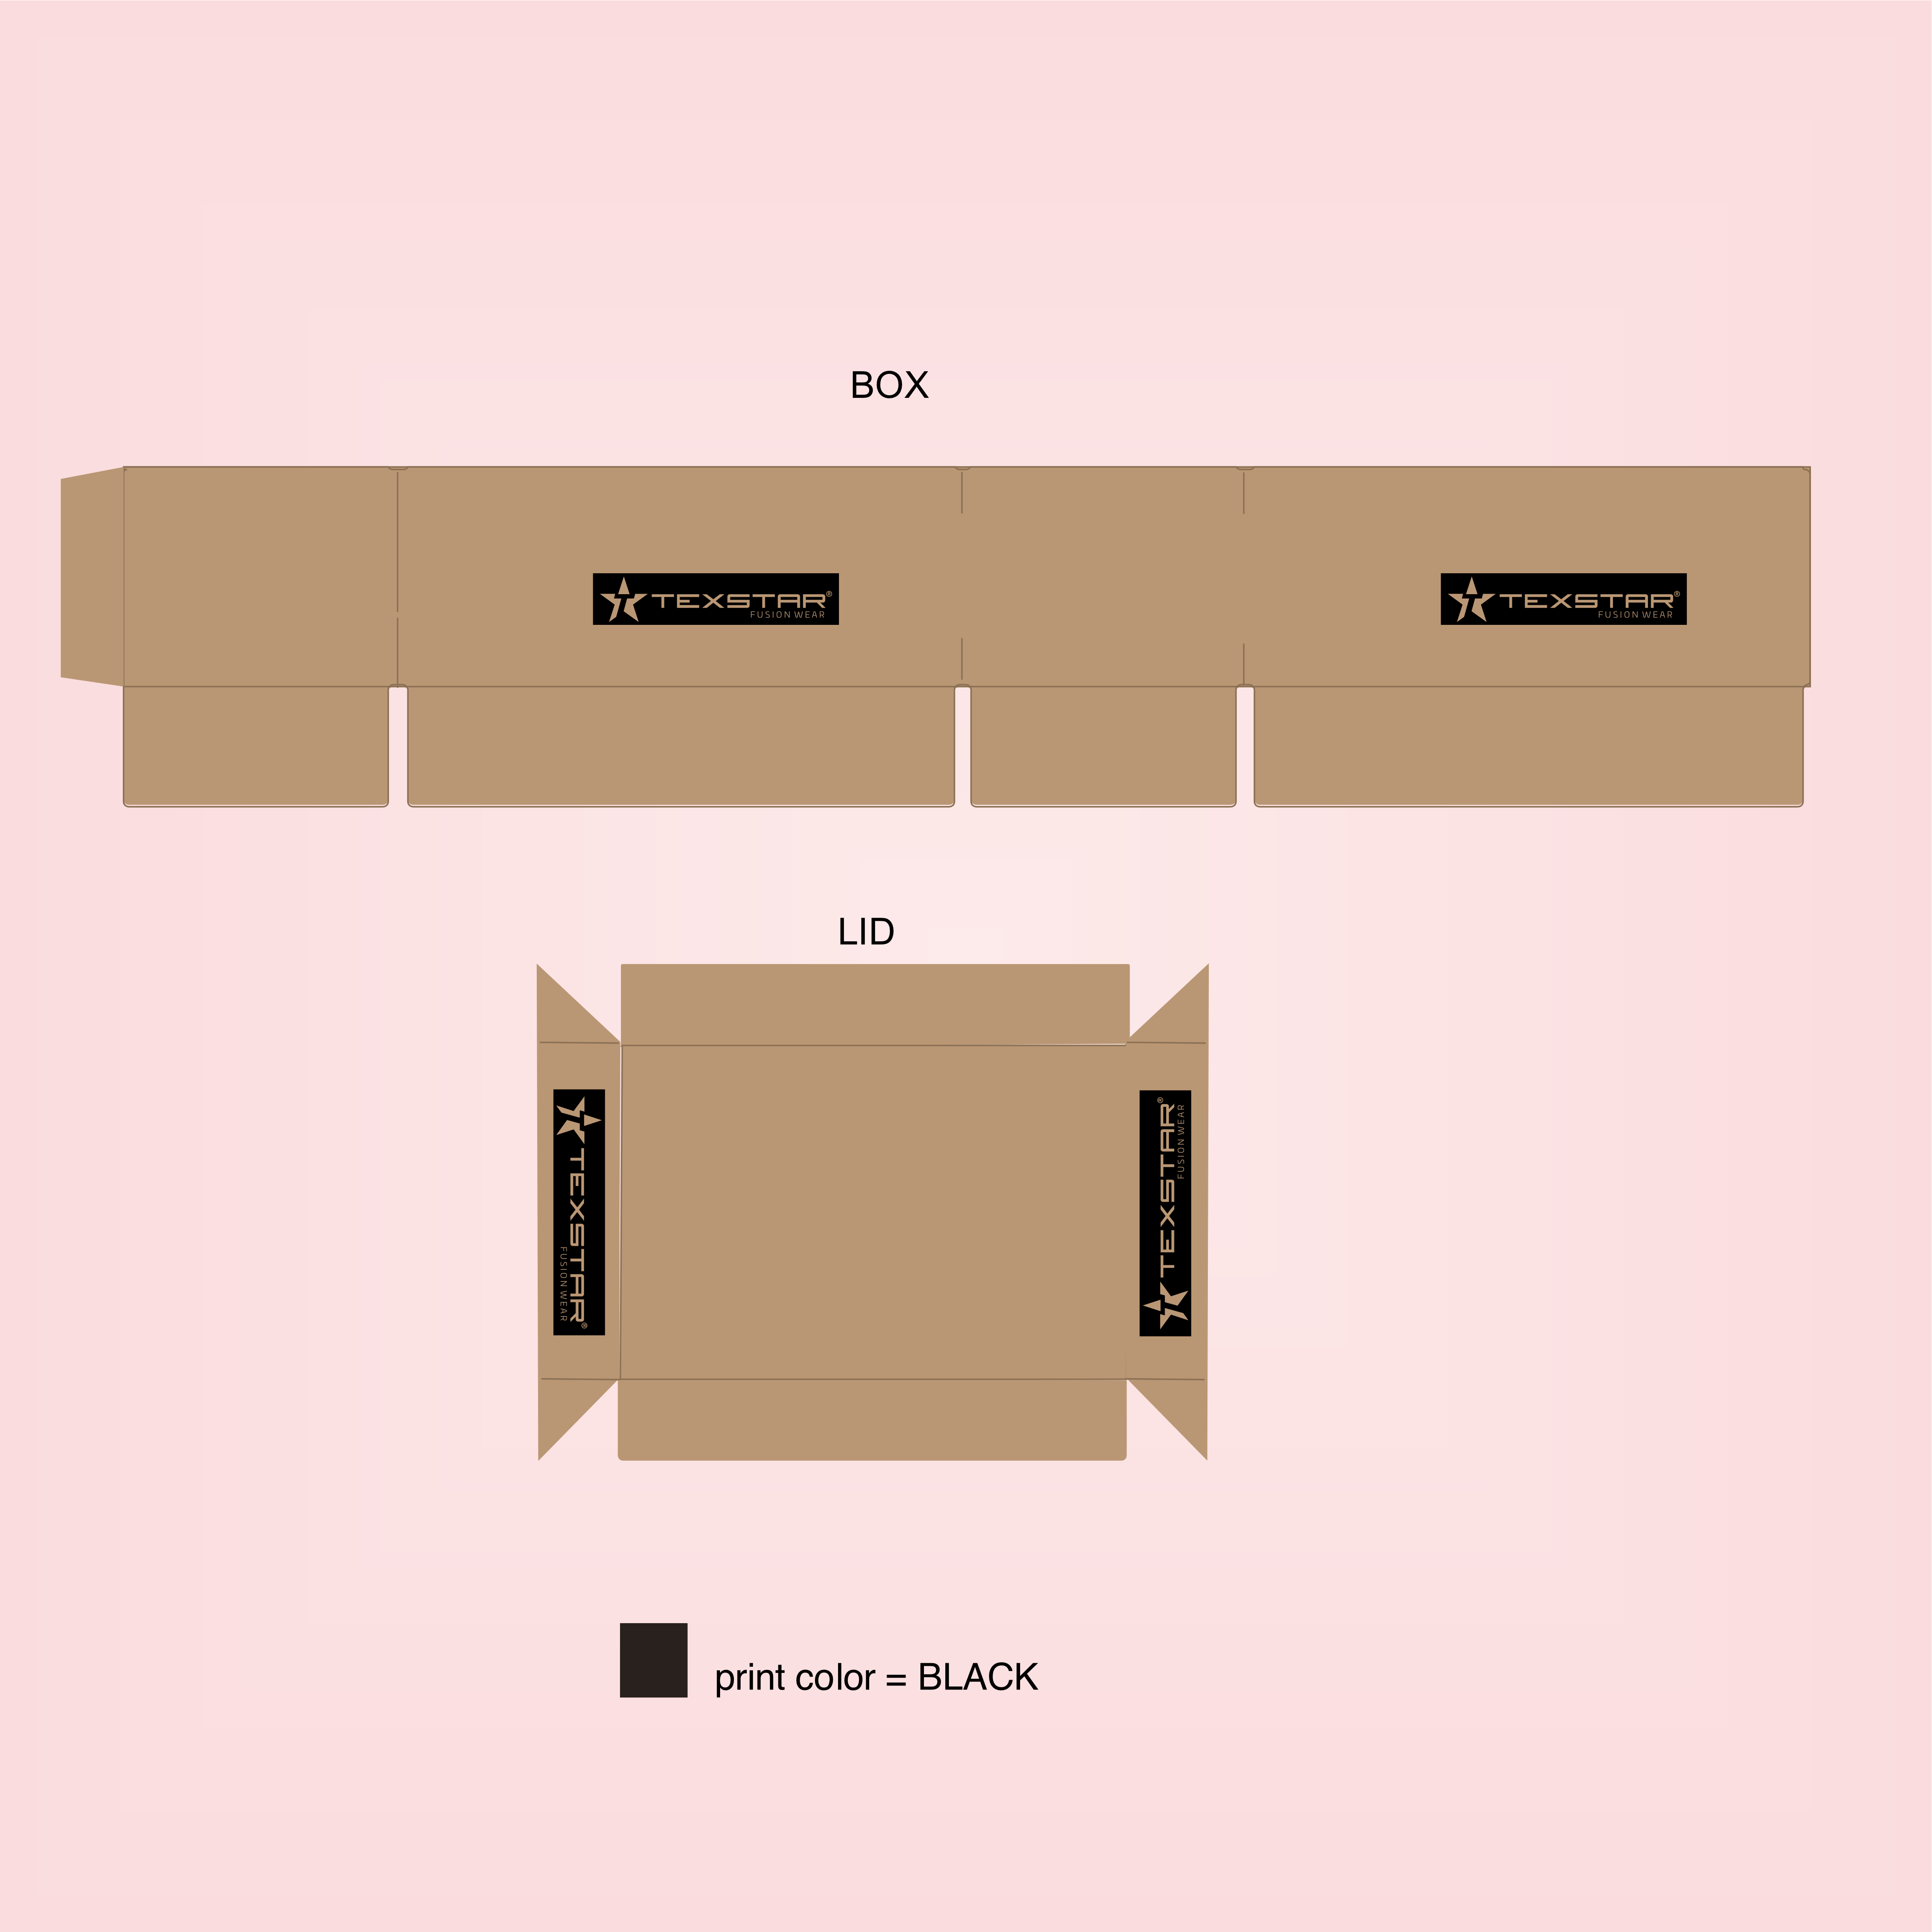 BOX
TEXSTAR®
FUSION WEAR
TEXSTAR®
FUSION WEAR
LID
TEXSTAR®
FUSION WEAR
TEXSTAR®
FUSION WEAR
print color = BLACK